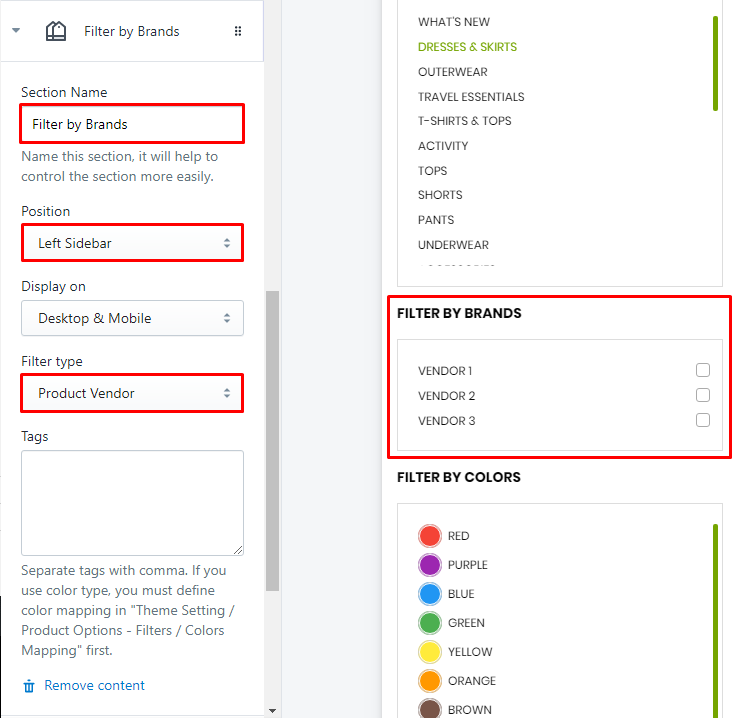 Filter by Brands
Section Name
Filter by Brands
Name this section, it will help to
control the section more easily.
Position
Left Sidebar
Display on
Desktop & Mobile
Filter type
Product Vendor
Tags
Separate tags with comma. If you
use color type, you must define
color mapping in "Theme Setting /
Product Options - Filters / Colors
Mapping" first.
Remove content
WHAT'S NEW
DRESSES & SKIRTS
OUTERWEAR
TRAVEL ESSENTIALS
T-SHIRTS & TOPS
ACTIVITY
TOPS
SHORTS
PANTS
UNDERWEAR
FILTER BY BRANDS
VENDOR 1
VENDOR 2
VENDOR 3
FILTER BY COLORS
RED
PURPLE
BLUE
GREEN
YELLOW
ORANGE
BROWN